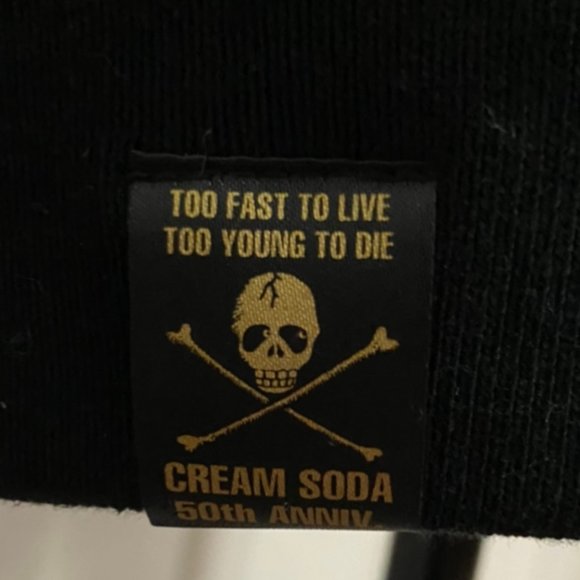 TOO FAST TO LIVE
TOO YOUNG TO DIE
CREAM SODA
50th ANNIV.